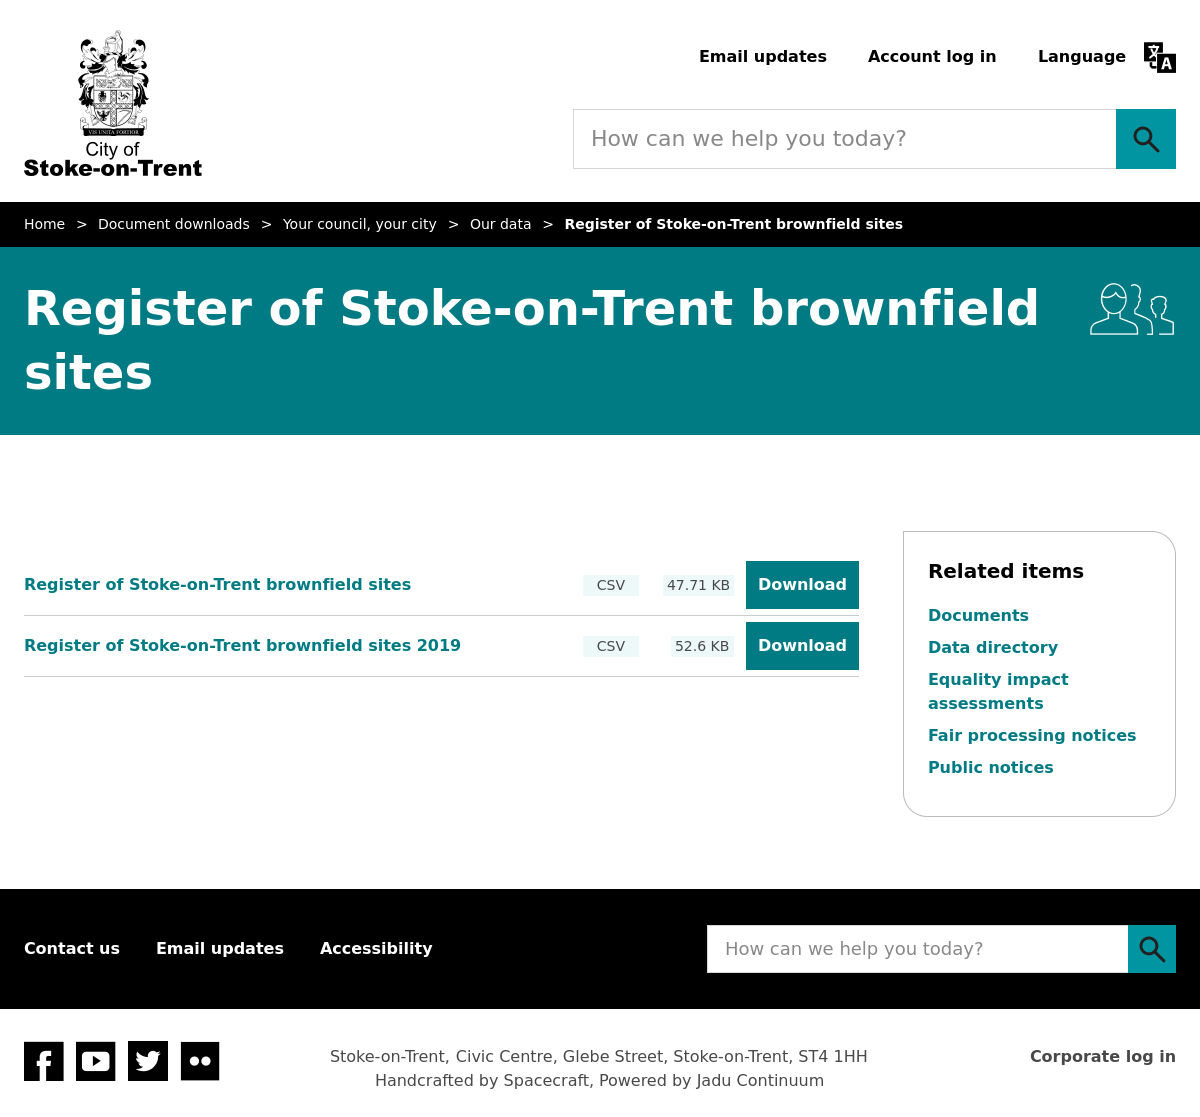 VIS UNITA FORTIOR
City of
Stoke-on-Trent
Email updates
Account log in
Language
How can we help you today?
Home > Document downloads > Your council, your city > Our data > Register of Stoke-on-Trent brownfield sites
Register of Stoke-on-Trent brownfield
sites
Register of Stoke-on-Trent brownfield sites CSV 47.71 KB Download
Register of Stoke-on-Trent brownfield sites 2019 CSV 52.6 KB Download
Related items
Documents
Data directory
Equality impact
assessments
Fair processing notices
Public notices
Contact us
Email updates
Accessibility
How can we help you today?
Stoke-on-Trent, Civic Centre, Glebe Street, Stoke-on-Trent, ST4 1HH
Handcrafted by Spacecraft, Powered by Jadu Continuum
Corporate log in